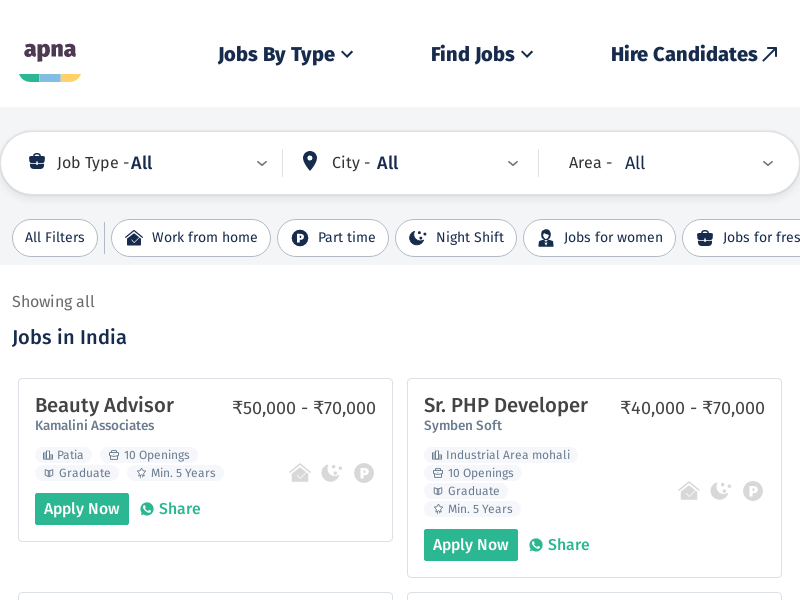 apna
Jobs By Type
Find Jobs
Hire Candidates
Job Type - All
City - All
Area - All
All Filters
Work from home
Part time
Night Shift
Jobs for women
Jobs for fres
Showing all
Jobs in India
Beauty Advisor
₹50,000 - ₹70,000
Kamalini Associates
Patia
10 Openings
Graduate
Min. 5 Years
Apply Now
Share
Sr. PHP Developer
₹40,000 - ₹70,000
Symben Soft
Industrial Area mohali
10 Openings
Graduate
Min. 5 Years
Apply Now
Share